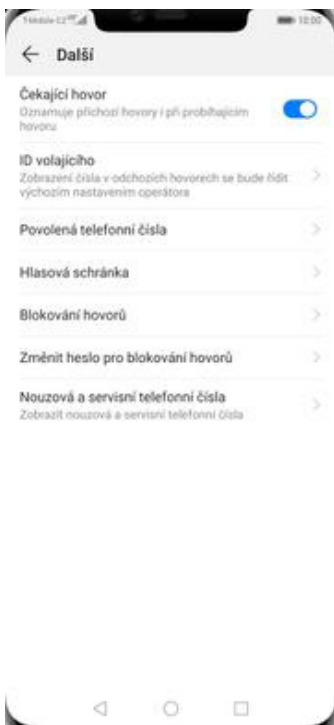 T-Mobile CZ
10:00
Další
Čekající hovor
Oznamuje příchozí hovory i při probíhajícím
hovoru
ID volajícího
Zobrazení čísla v odchozích hovorech se bude řídit
výchozím nastavením operátora
Povolená telefonní čísla
Hlasová schránka
Blokování hovorů
Změnit heslo pro blokování hovorů
Nouzová a servisní telefonní čísla
Zobrazit nouzová a servisní telefonní čísla